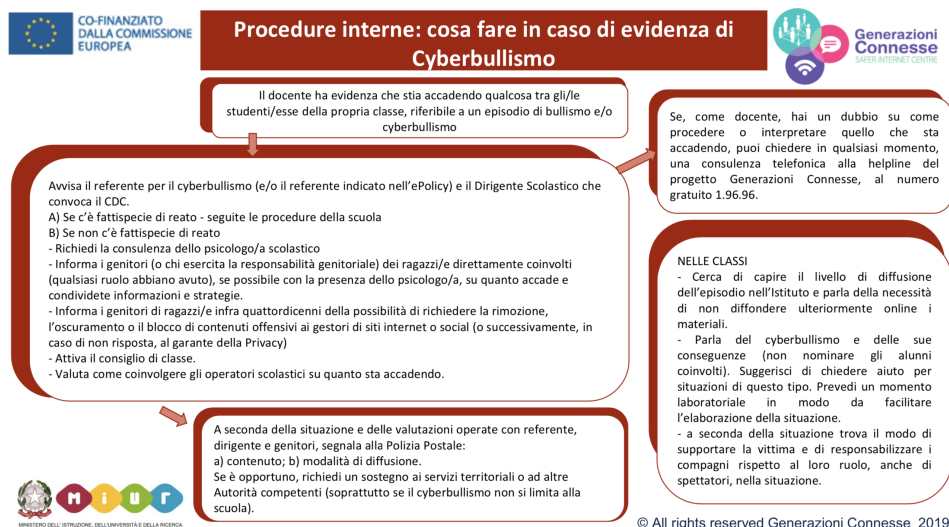 CO-FINANZIATO
DALLA COMMISSIONE
EUROPEA
Procedure interne: cosa fare in caso di evidenza di
Cyberbullismo
Generazioni
Connesse
SAFER INTERNET CENTRE
Il docente ha evidenza che stia accadendo qualcosa tra gli/le
studenti/esse della propria classe, riferibile a un episodio di bullismo e/o
cyberbullismo
Se, come docente, hai un dubbio su come
procedere o interpretare quello che sta
accadendo, puoi chiedere in qualsiasi momento,
una consulenza telefonica alla helpline del
progetto Generazioni Connesse, al numero
gratuito 1.96.96.
Avvisa il referente per il cyberbullismo (e/o il referente indicato nell'ePolicy) e il Dirigente Scolastico che
convoca il CDC.
A) Se c'è fattispecie di reato - seguite le procedure della scuola
B) Se non c'è fattispecie di reato
- Richiedi la consulenza dello psicologo/a scolastico
- Informa i genitori (o chi esercita la responsabilità genitoriale) dei ragazzi/e direttamente coinvolti
(qualsiasi ruolo abbiano avuto), se possibile con la presenza dello psicologo/a, su quanto accade e
condividete informazioni e strategie.
- Informa i genitori di ragazzi/e infra quattordicenni della possibilità di richiedere la rimozione,
l'oscuramento o il blocco di contenuti offensivi ai gestori di siti internet o social (o successivamente, in
caso di non risposta, al garante della Privacy)
- Attiva il consiglio di classe.
- Valuta come coinvolgere gli operatori scolastici su quanto sta accadendo.
NELLE CLASSI
- Cerca di capire il livello di diffusione
dell'episodio nell'Istituto e parla della necessità
di non diffondere ulteriormente online i
materiali.
- Parla del cyberbullismo e delle sue
conseguenze (non nominare gli alunni
coinvolti). Suggerisci di chiedere aiuto per
situazioni di questo tipo. Prevedi un momento
laboratoriale in modo da facilitare
l'elaborazione della situazione.
- a seconda della situazione trova il modo di
supportare la vittima e di responsabilizzare i
compagni rispetto al loro ruolo, anche di
spettatori, nella situazione.
A seconda della situazione e delle valutazioni operate con referente,
dirigente e genitori, segnala alla Polizia Postale:
a) contenuto; b) modalità di diffusione.
Se è opportuno, richiedi un sostegno ai servizi territoriali o ad altre
Autorità competenti (soprattutto se il cyberbullismo non si limita alla
scuola).
miur
MINISTERO DELL'ISTRUZIONE, DELL'UNIVERSITÀ E DELLA RICERCA
© All rights reserved Generazioni Connesse 2019